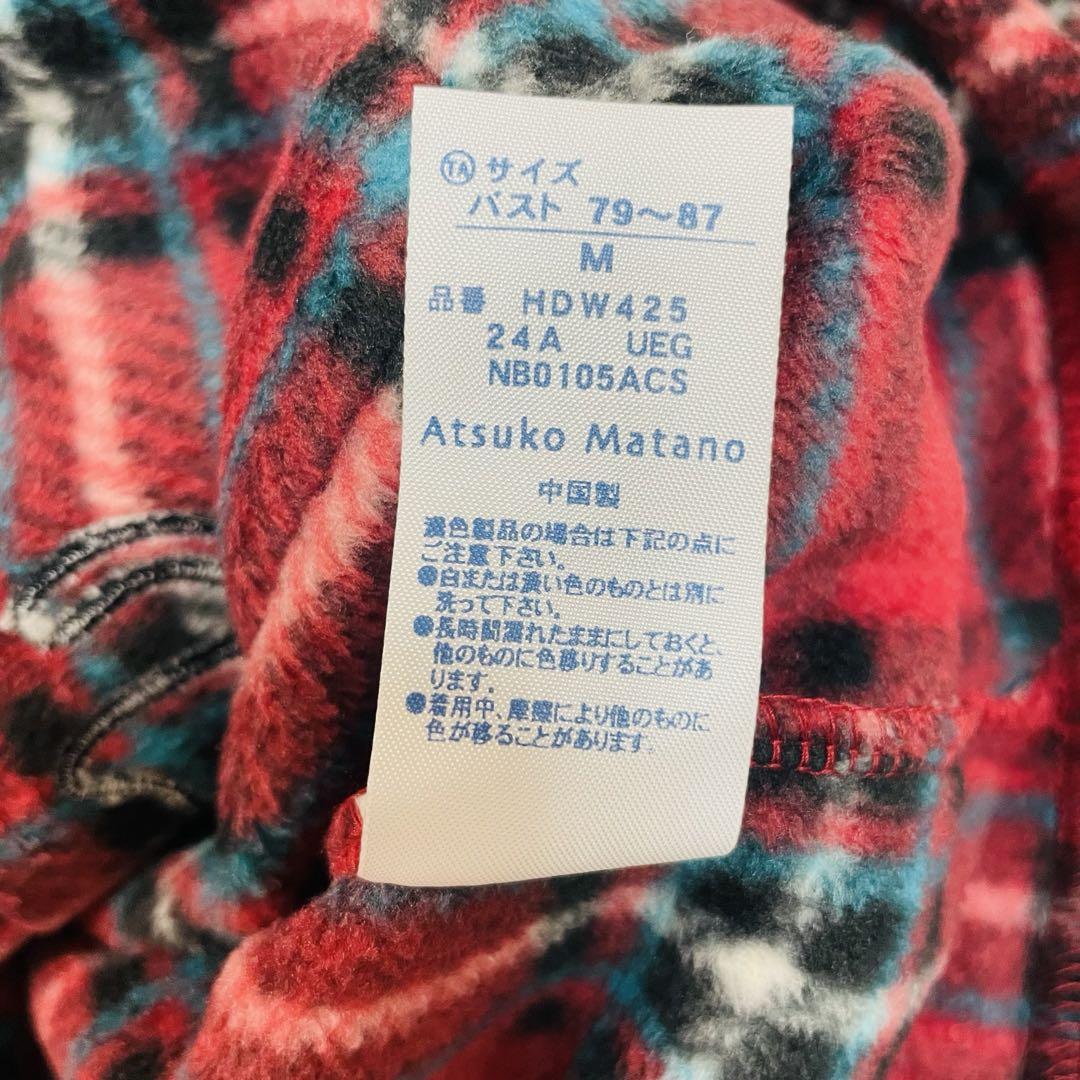 TA サイズ
バスト 79～87
M
品番 HDW425
24A UEG
NB0105ACS
Atsuko Matano
中国製
濃色製品の場合は下記の点に
ご注意下さい。
●白または濃い色のものとは別に
洗って下さい。
●長時間濡れたままにしておくと、
他のものに色移りすることがあ
ります。
●着用中、摩擦により他のものに
色が移ることがあります。